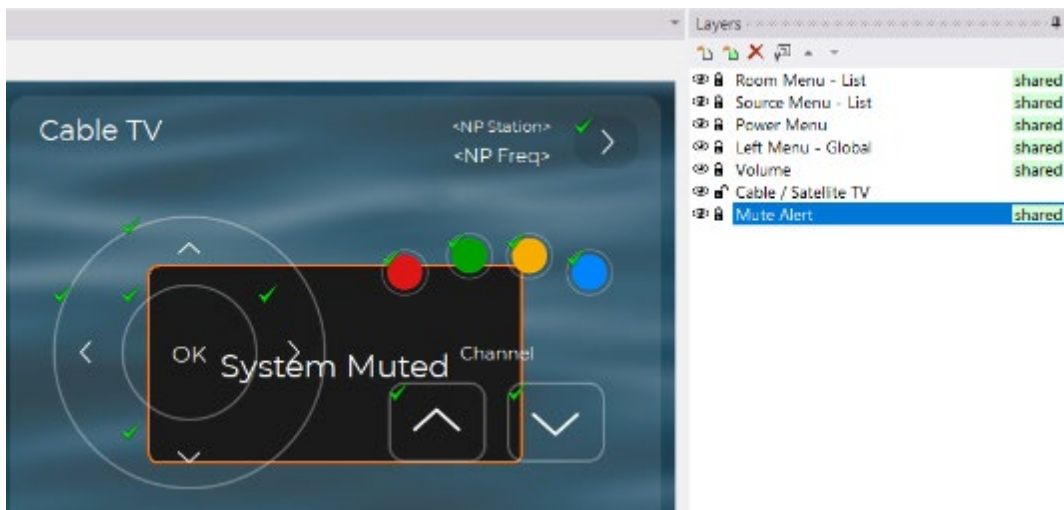 Layers
Room Menu - List shared
Source Menu - List shared
Power Menu shared
Left Menu - Global shared
Volume shared
Cable / Satellite TV
Mute Alert shared
Cable TV
<NP Station>
<NP Freq>
OK
System Muted
Channel